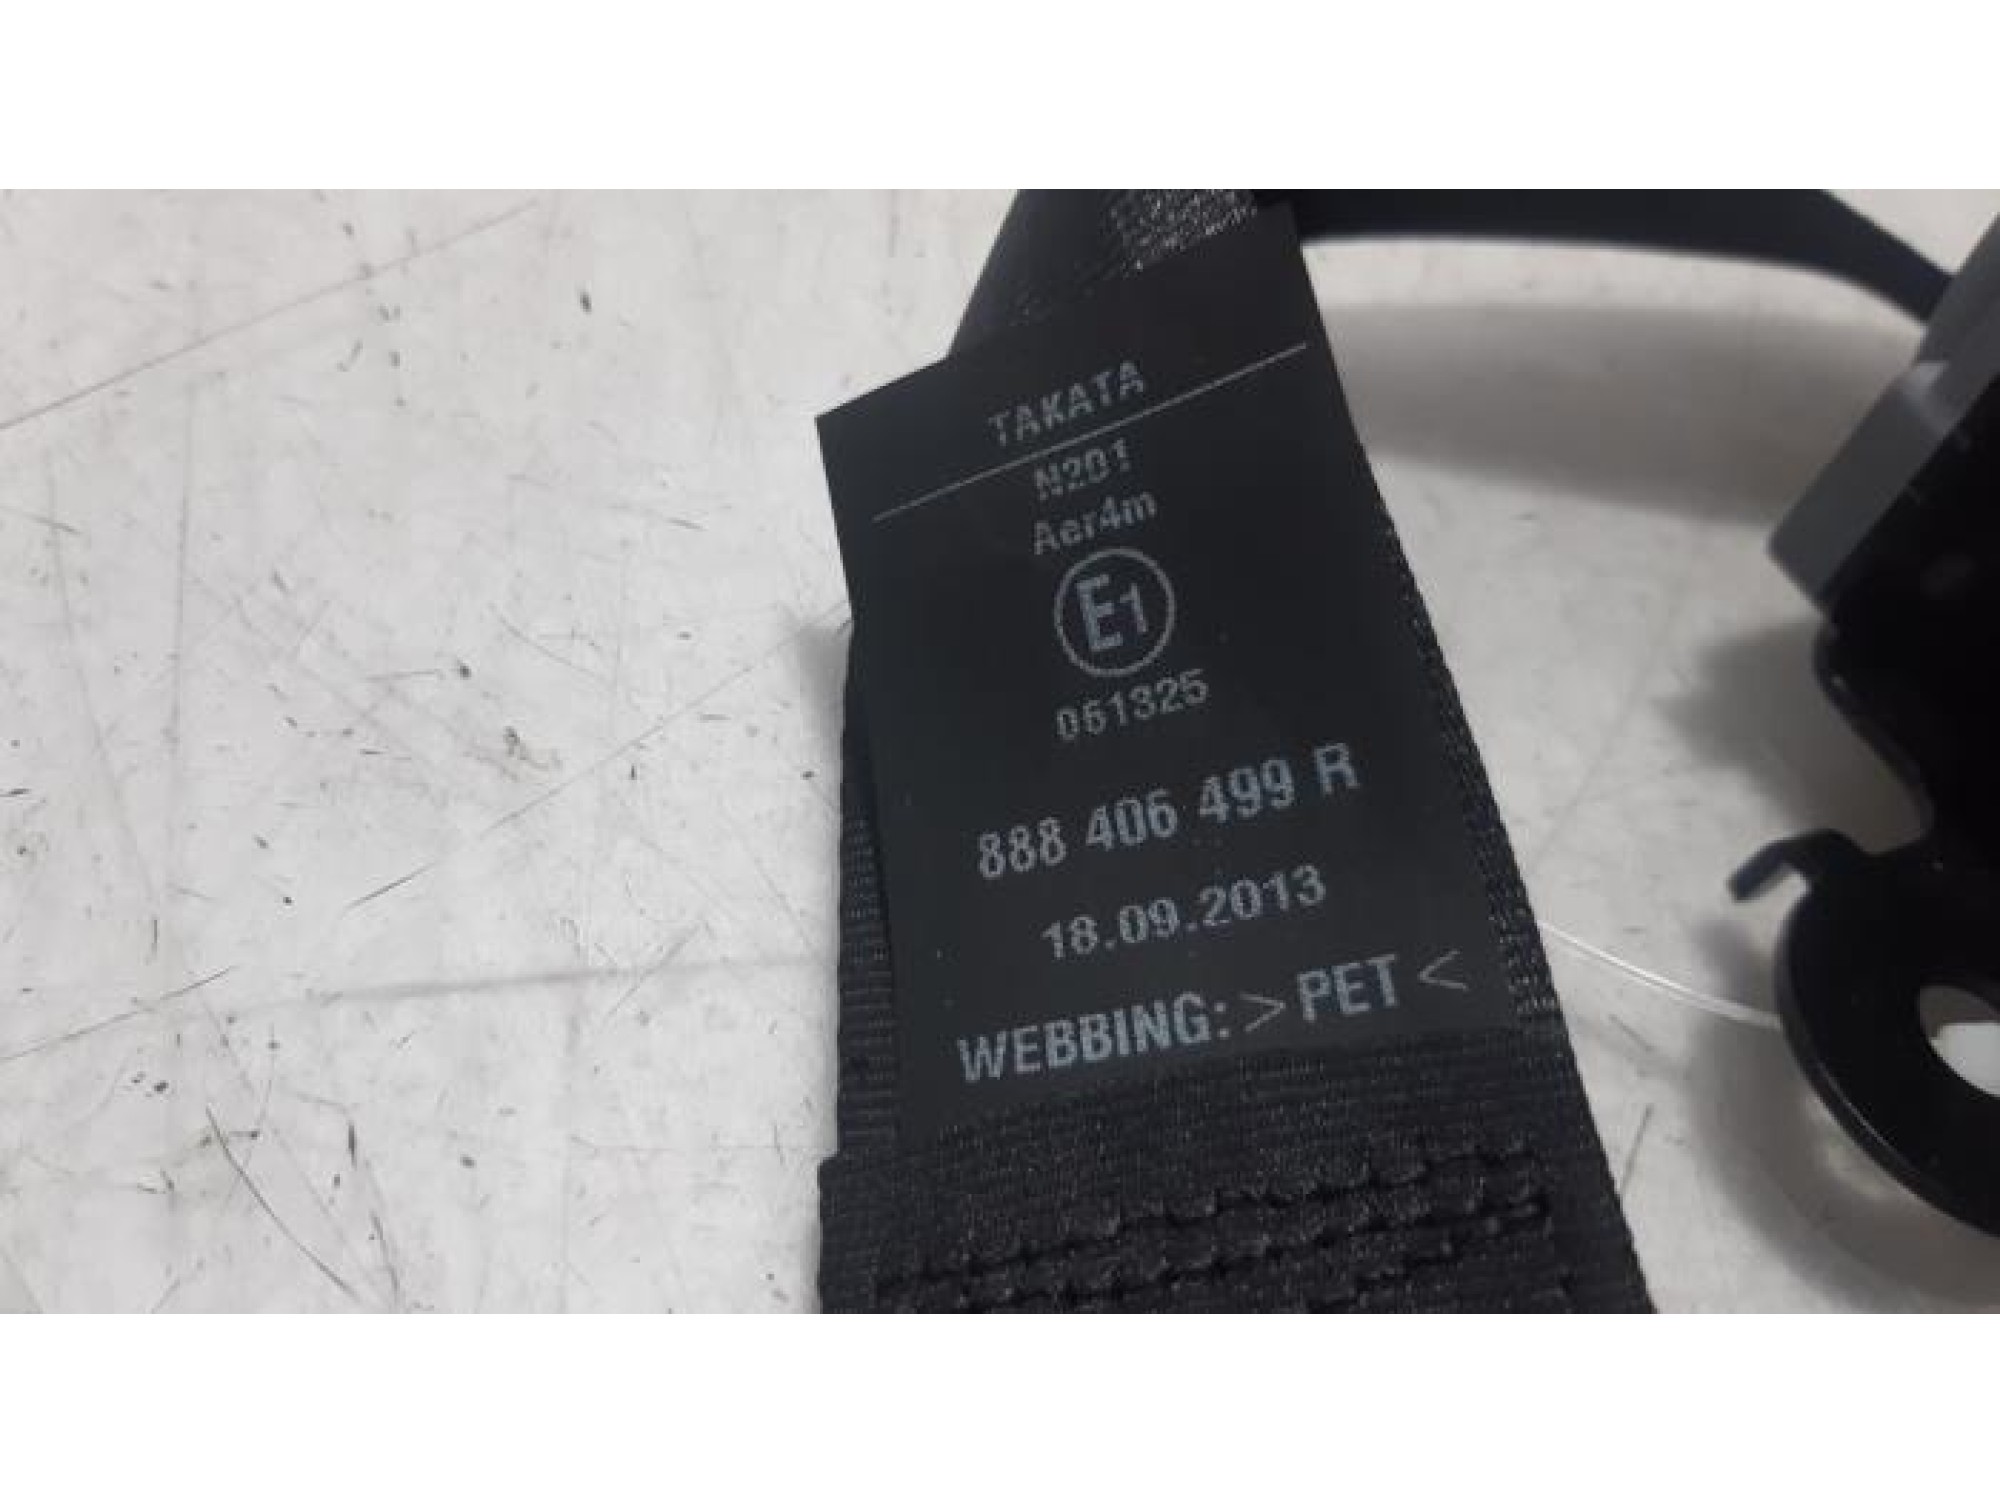 TAKATA
N201
Aer4m
E1
051325
888 406 499 R
18.09.2013
WEBBING: >PET<